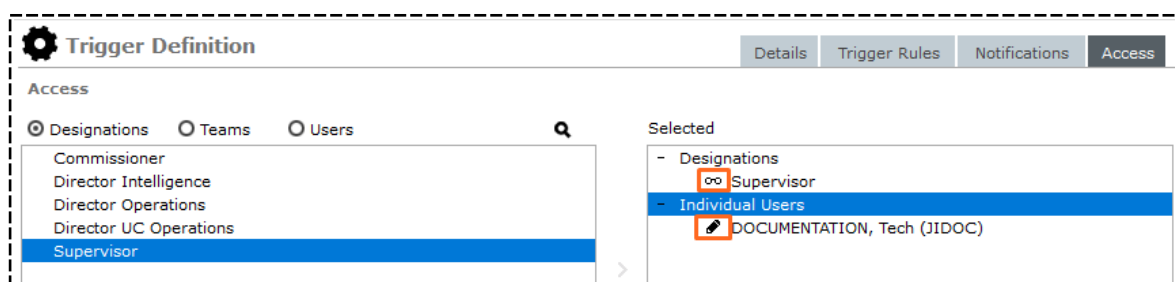 Trigger Definition
Details Trigger Rules Notifications Access
Access
Designations Teams Users
Commissioner
Director Intelligence
Director Operations
Director UC Operations
Supervisor
Selected
- Designations
Supervisor
- Individual Users
DOCUMENTATION, Tech (JIDOC)